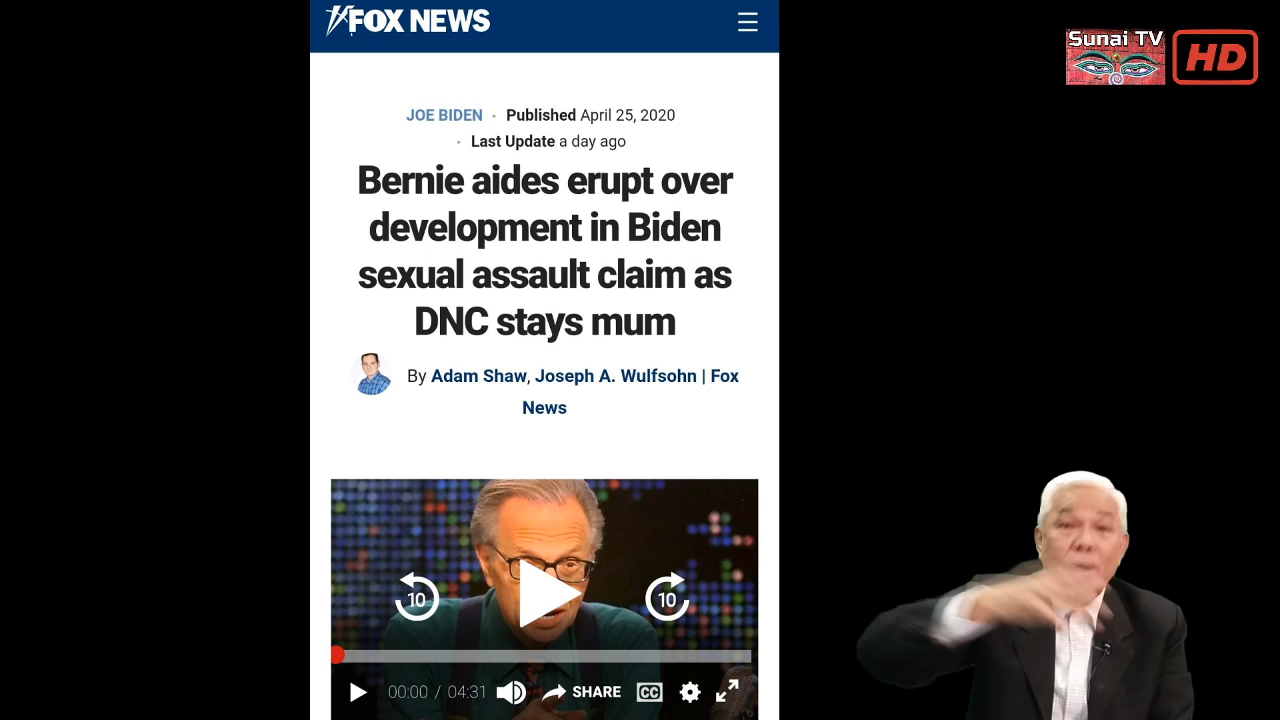 FOX NEWS
Sunai TV
HD
JOE BIDEN • Published April 25, 2020
• Last Update a day ago
Bernie aides erupt over
development in Biden
sexual assault claim as
DNC stays mum
By Adam Shaw, Joseph A. Wulfsohn | Fox
News
10
10
00:00 / 04:31
SHARE
CC